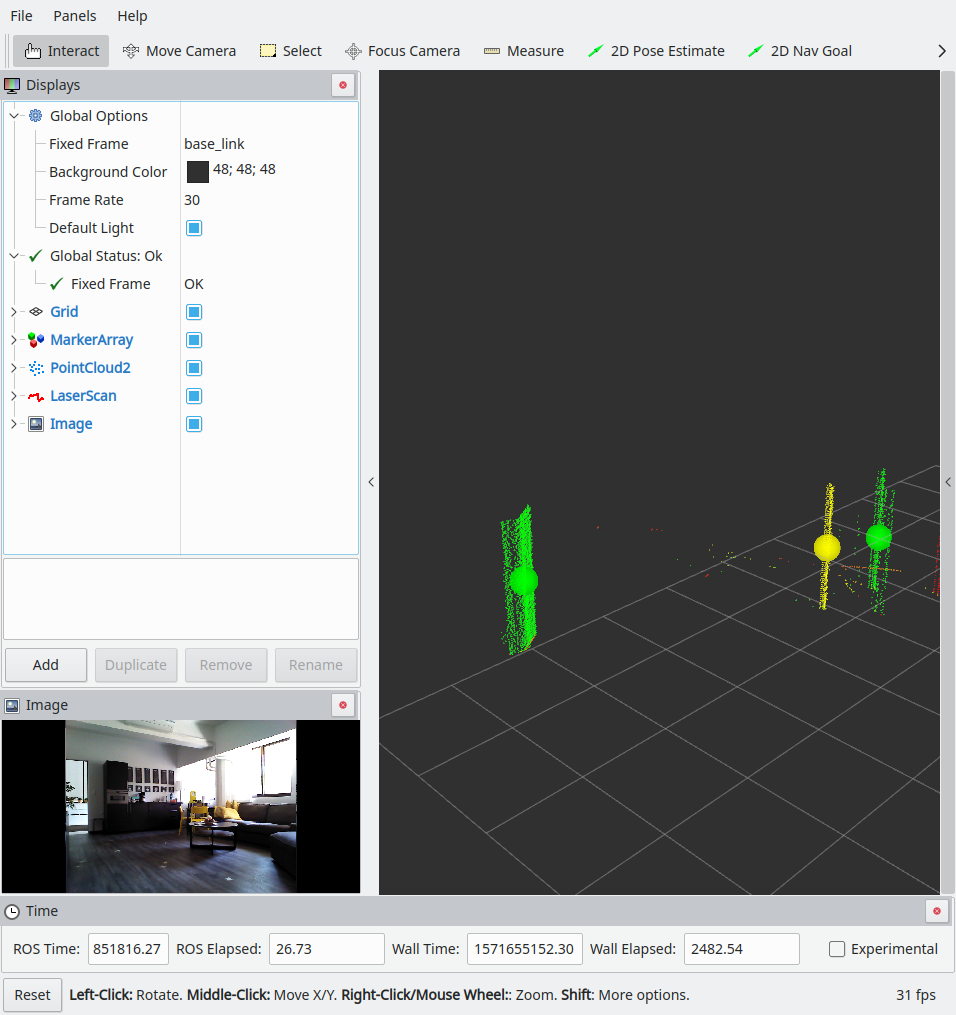 File Panels Help
Interact Move Camera Select Focus Camera Measure 2D Pose Estimate 2D Nav Goal
Displays
Global Options
Fixed Frame base_link
Background Color 48; 48; 48
Frame Rate 30
Default Light
Global Status: Ok
Fixed Frame OK
Grid
MarkerArray
PointCloud2
LaserScan
Image
Add Duplicate Remove Rename
Image
Time
ROS Time: 851816.27 ROS Elapsed: 26.73 Wall Time: 1571655152.30 Wall Elapsed: 2482.54 Experimental
Reset Left-Click: Rotate. Middle-Click: Move X/Y. Right-Click/Mouse Wheel:: Zoom. Shift: More options. 31 fps